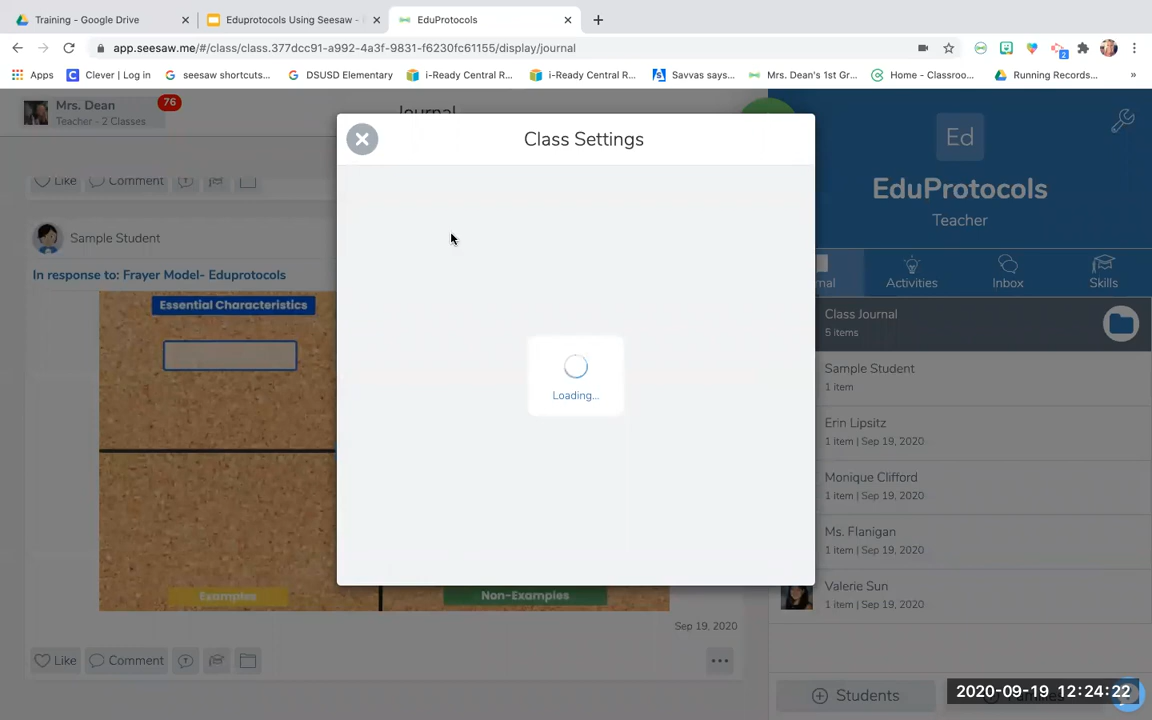 Training - Google Drive
Eduprotocols Using Seesaw -
EduProtocols
app.seesaw.me/#/class/class.377dcc91-a992-4a3f-9831-f6230fc61155/display/journal
2
Apps
Clever | Log in
seesaw shortcuts...
DSUSD Elementary
i-Ready Central R...
i-Ready Central R...
Savvas says...
Mrs. Dean's 1st Gr...
Home - Classroo...
Running Records...
»
Mrs. Dean
76
Teacher - 2 Classes
Journal
Like
Comment
Sample Student
In response to: Frayer Model- Eduprotocols
Essential Characteristics
Examples
Non-Examples
Sep 19, 2020
Like
Comment
Class Settings
Loading...
Ed
EduProtocols
Teacher
nal
Activities
Inbox
Skills
Class Journal
5 items
Sample Student
1 item
Erin Lipsitz
1 item | Sep 19, 2020
Monique Clifford
1 item | Sep 19, 2020
Ms. Flanigan
1 item | Sep 19, 2020
Valerie Sun
1 item | Sep 19, 2020
Students
2020-09-19 12:24:22